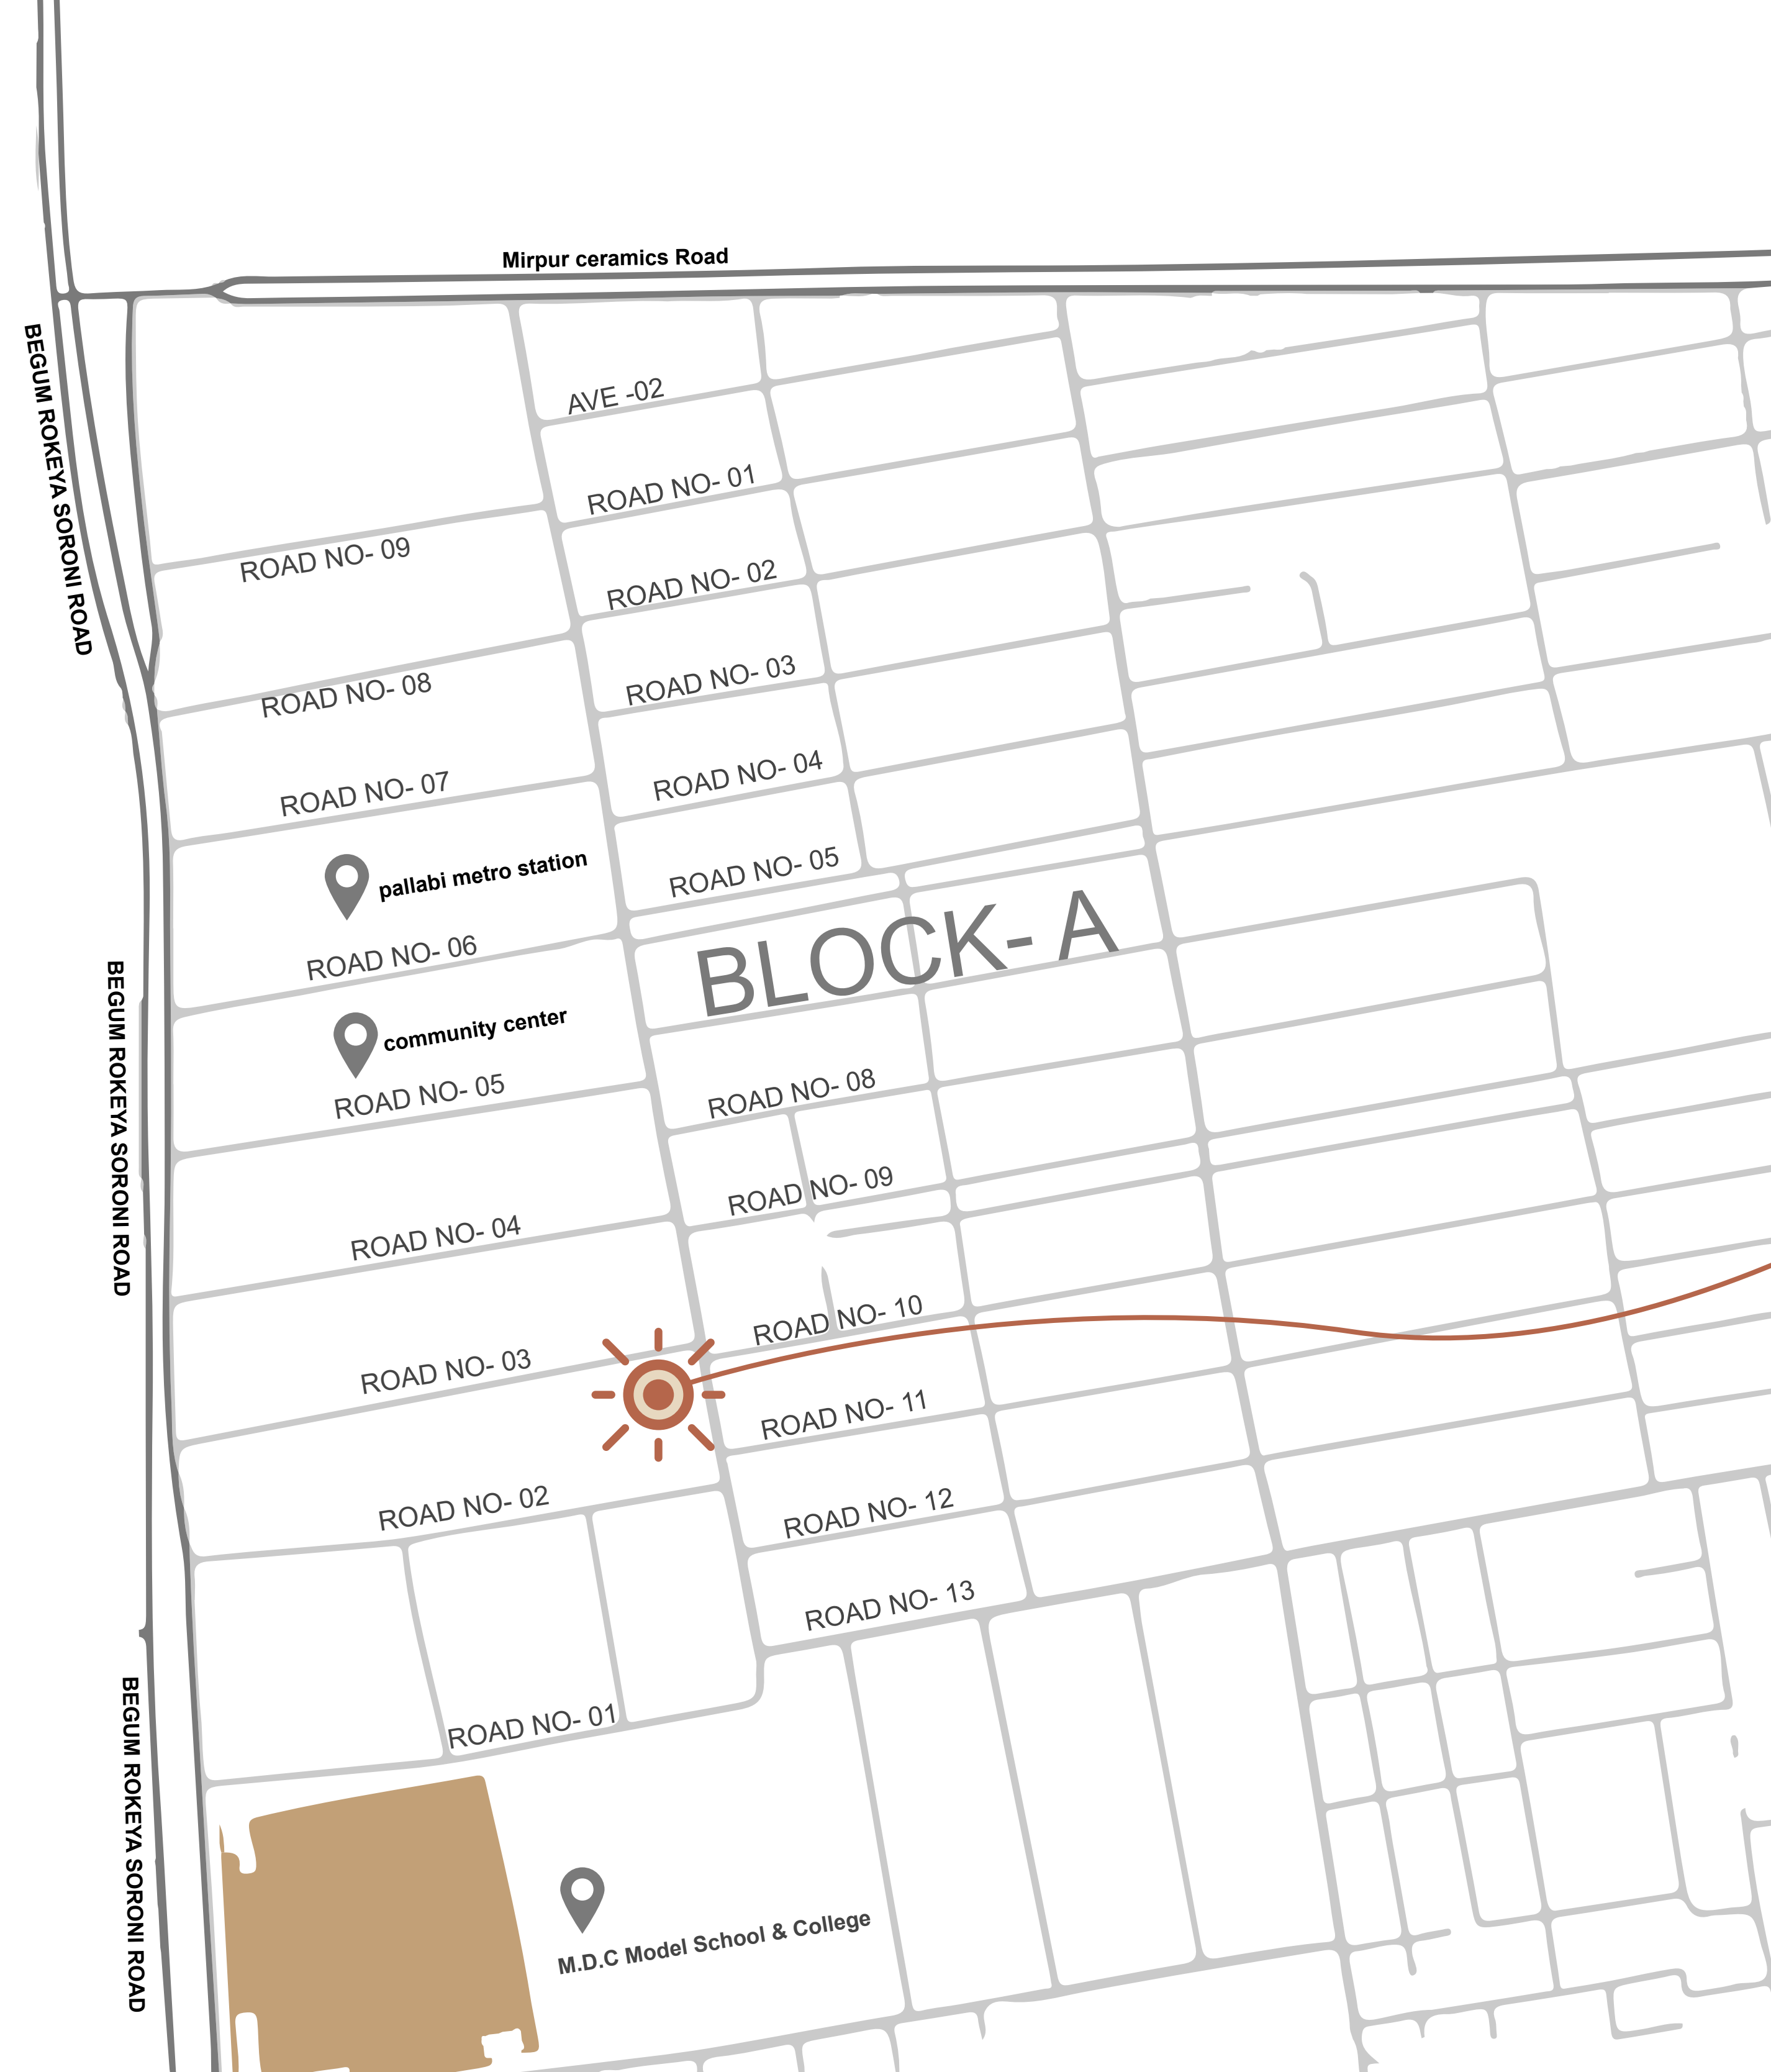 Mirpur ceramics Road
BEGUM ROKEYA SORONI ROAD
AVE -02
ROAD NO- 01
ROAD NO- 09
ROAD NO- 02
ROAD NO- 03
ROAD NO- 08
ROAD NO- 04
ROAD NO- 07
ROAD NO- 05
pallabi metro station
BLOCK- A
ROAD NO- 06
BEGUM ROKEYA SORONI ROAD
community center
ROAD NO- 05
ROAD NO- 08
ROAD NO- 09
ROAD NO- 04
ROAD NO- 10
ROAD NO- 03
ROAD NO- 11
ROAD NO- 02
ROAD NO- 12
ROAD NO- 13
ROAD NO- 01
BEGUM ROKEYA SORONI ROAD
M.D.C Model School & College